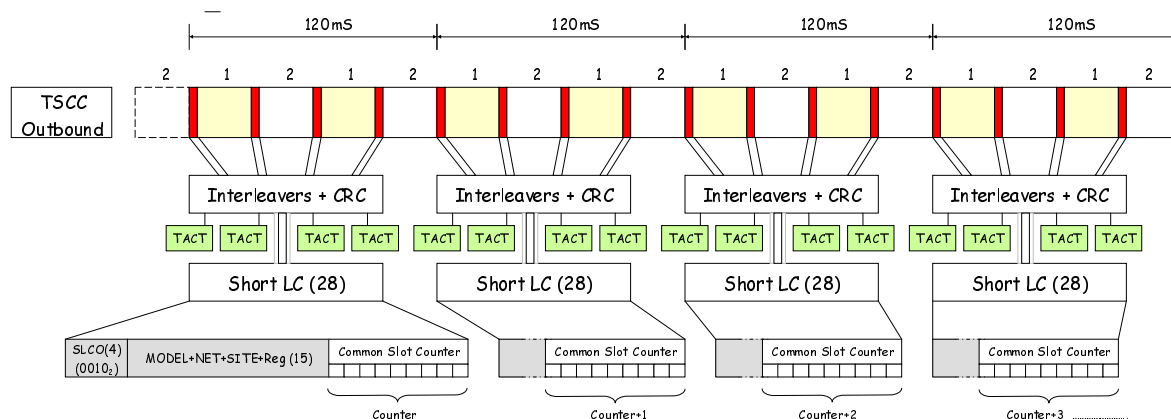 120mS 120mS 120mS 120mS
2 1 2 1 2 1 2 1 2 1 2 1 2 1 2 1 2
TSCC
Outbound
Interleavers + CRC Interleavers + CRC Interleavers + CRC Interleavers + CRC
TACT TACT TACT TACT TACT TACT TACT TACT TACT TACT TACT TACT TACT TACT TACT TACT
Short LC (28) Short LC (28) Short LC (28) Short LC (28)
SLCO(4)
(0010₂)
MODEL+NET+SITE+Reg (15)
Common Slot Counter Common Slot Counter Common Slot Counter Common Slot Counter
Counter Counter+1 Counter+2 Counter+3 ..............